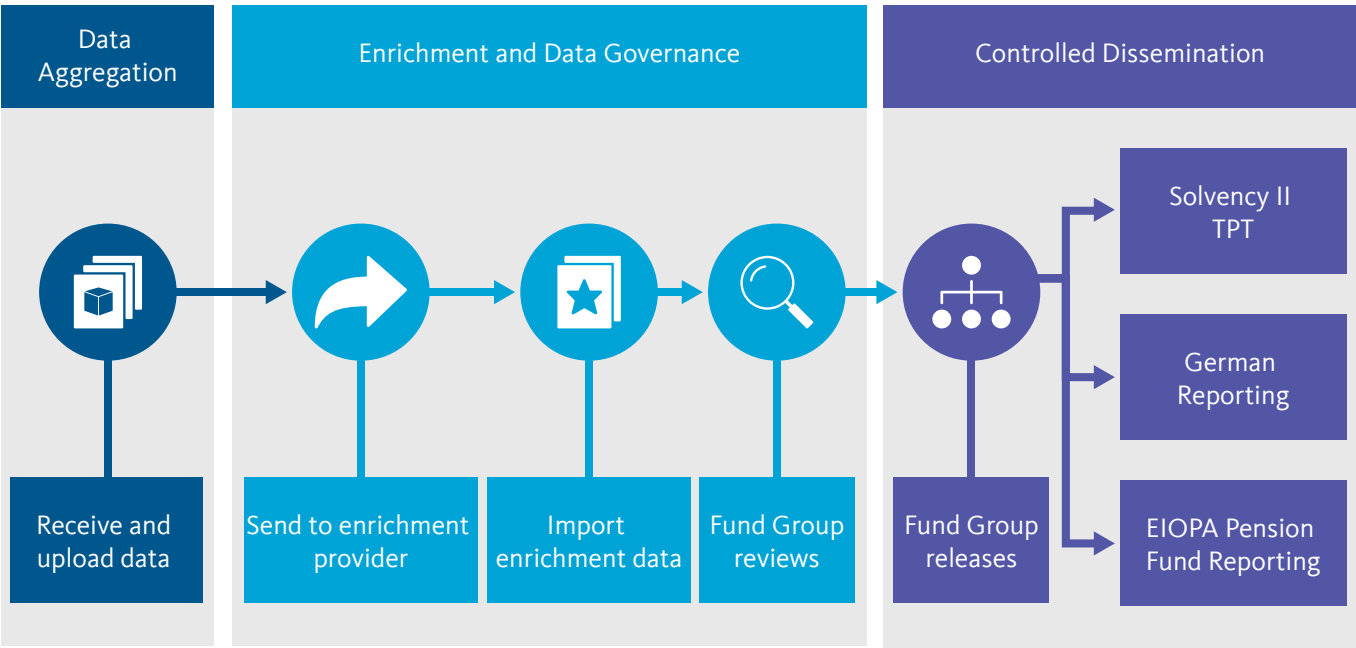 Data
Aggregation
Enrichment and Data Governance
Controlled Dissemination
Receive and
upload data
Send to enrichment
provider
Import
enrichment data
Fund Group
reviews
Fund Group
releases
Solvency II
TPT
German
Reporting
EIOPA Pension
Fund Reporting